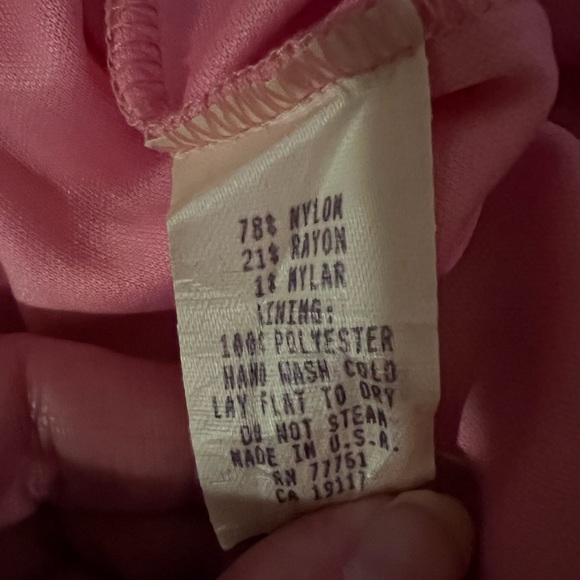 78% NYLON
21% RAYON
1% MYLAR
LINING:
100% POLYESTER
HAND WASH COLD
LAY FLAT TO DRY
DO NOT STEAM
MADE IN U.S.A.
RN 77761
CA 19117